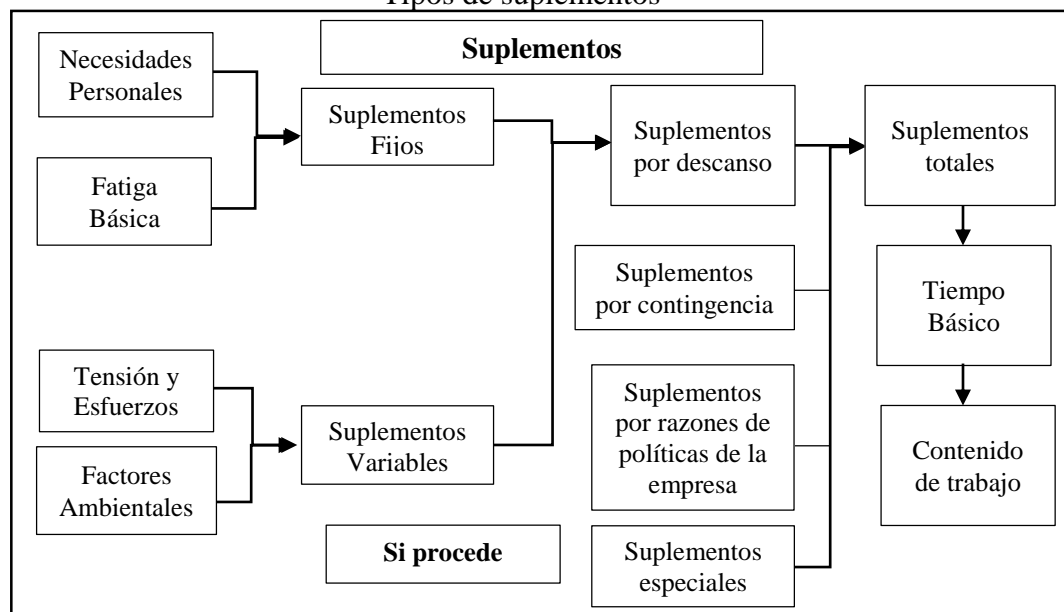 Tipos de suplementos
Suplementos
Necesidades
Personales
Fatiga
Básica
Suplementos
Fijos
Suplementos
por descanso
Suplementos
totales
Suplementos
por contingencia
Tiempo
Básico
Tensión y
Esfuerzos
Factores
Ambientales
Suplementos
Variables
Suplementos
por razones de
políticas de la
empresa
Contenido
de trabajo
Si procede
Suplementos
especiales